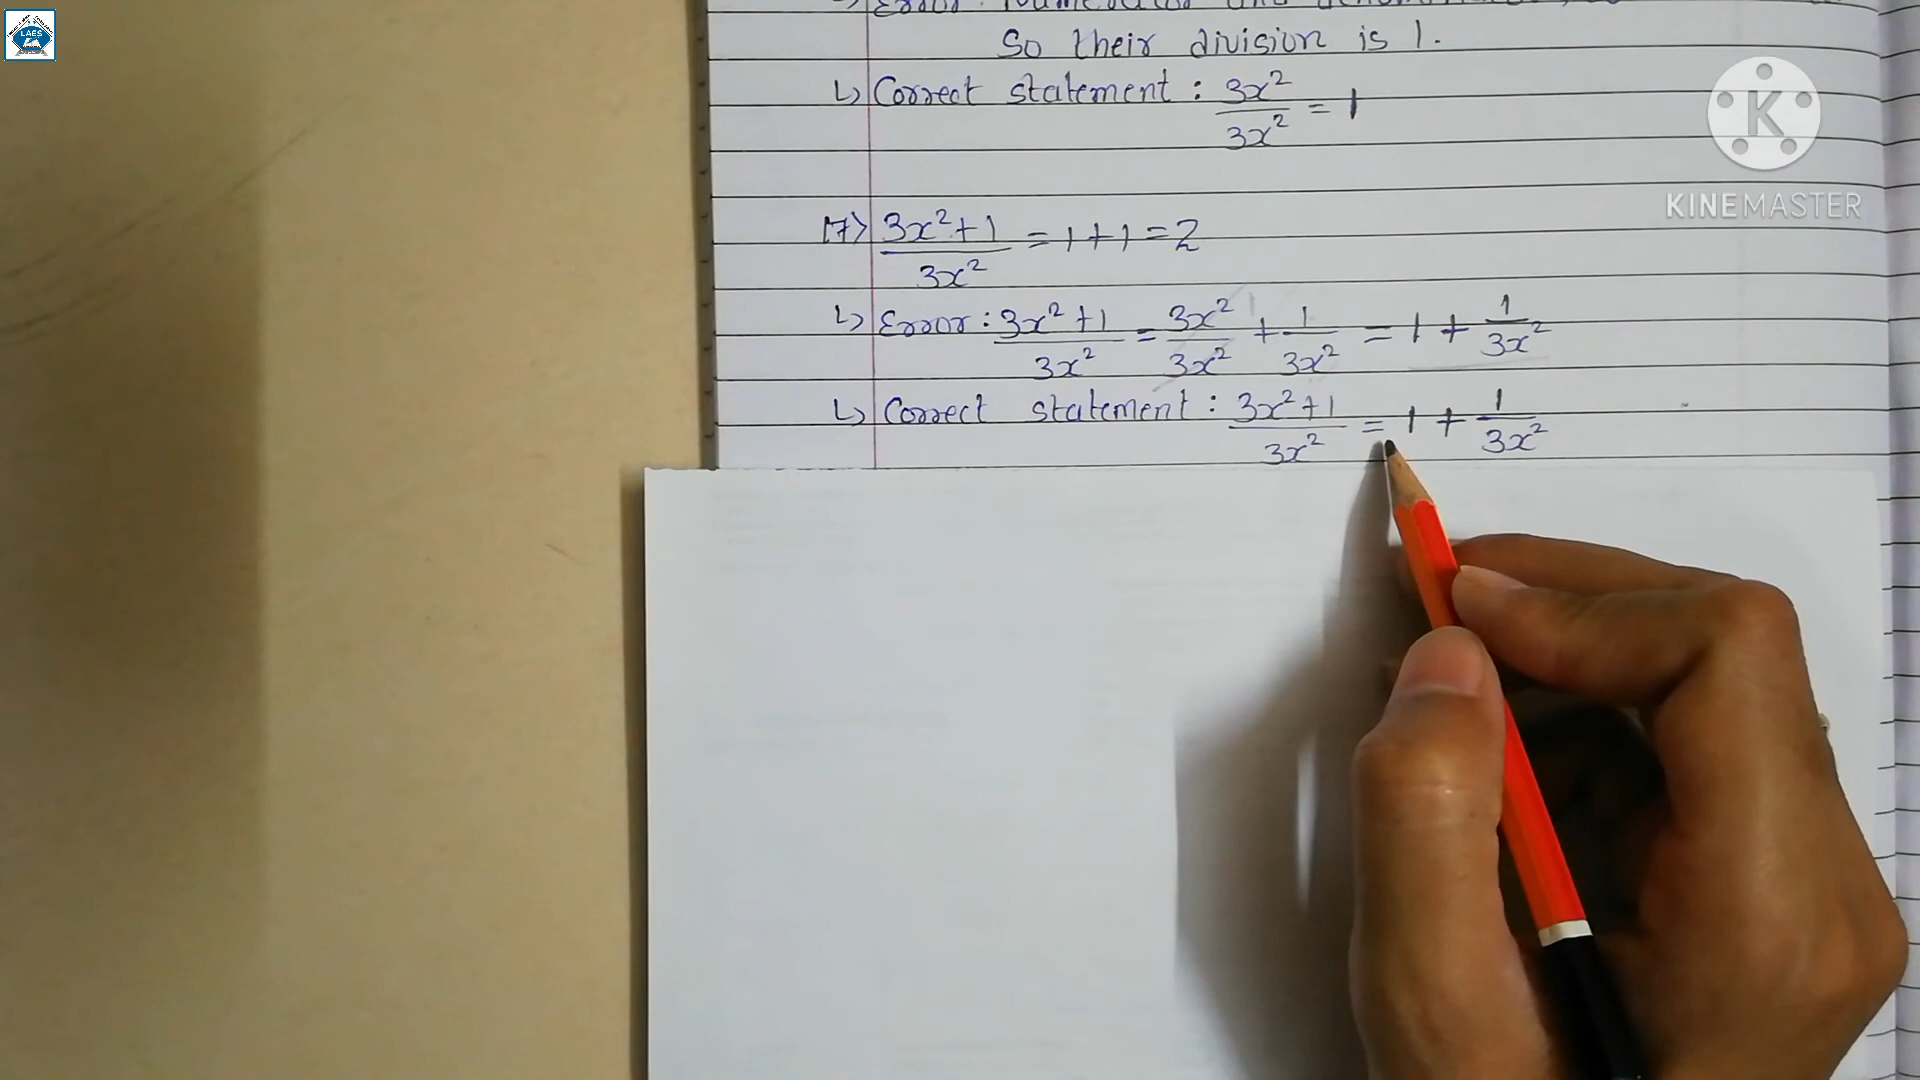 LAES
So their division is 1.
↳ Correct statement : 3x²/3x² = 1
KINEMASTER
17) (3x²+1)/3x² = 1+1 = 2
↳ Error : (3x²+1)/3x² = 3x²/3x² + 1/3x² = 1 + 1/3x²
↳ Correct statement : (3x²+1)/3x² = 1 + 1/3x²